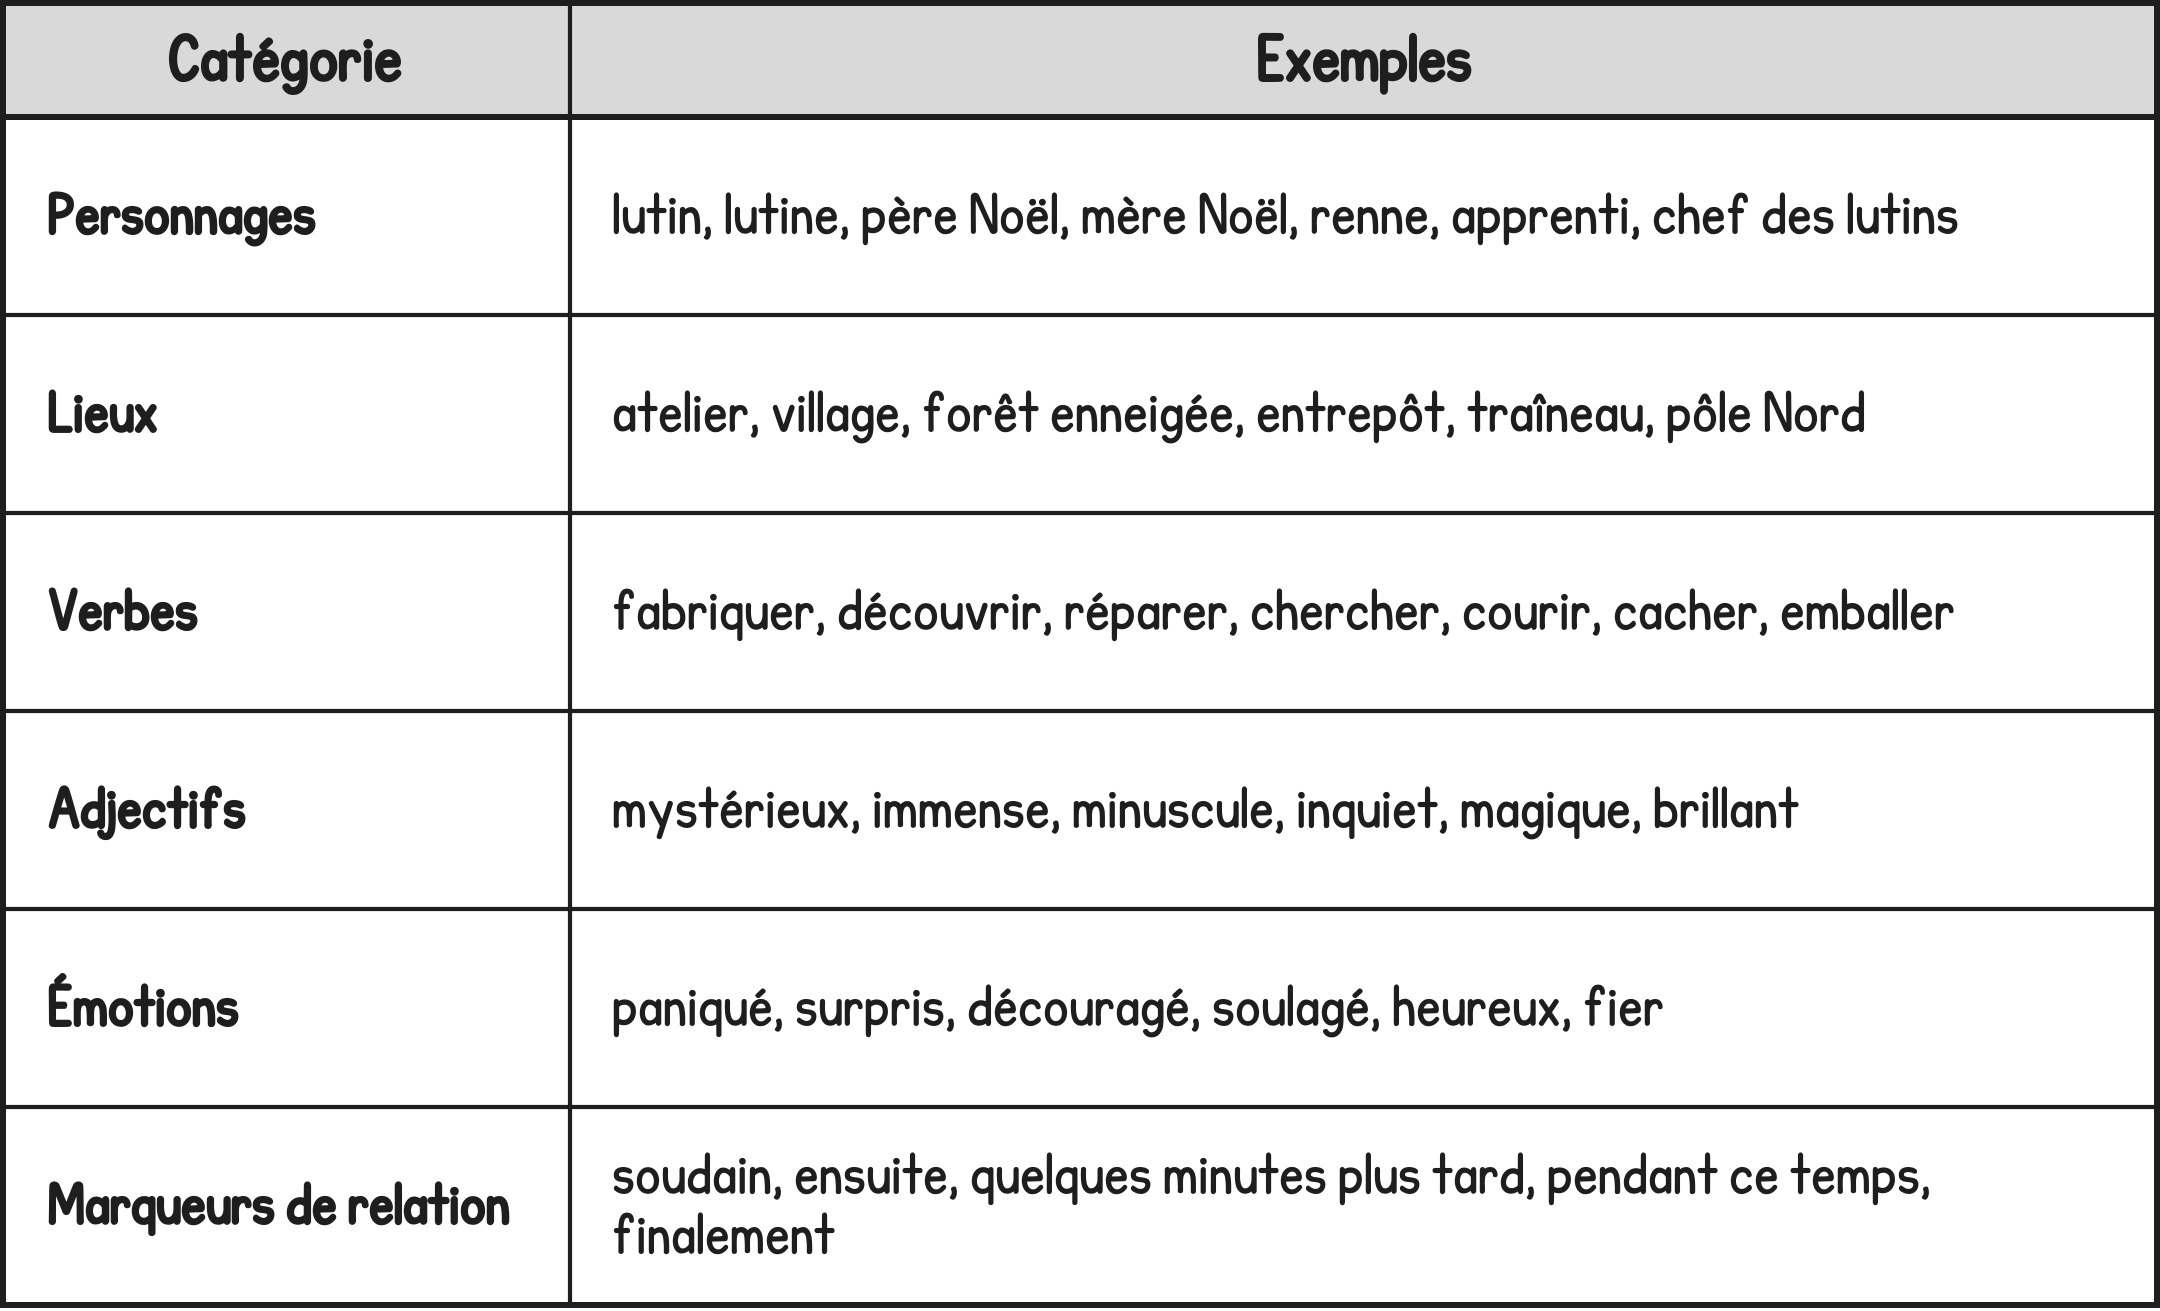 Catégorie
Exemples
Personnages
lutin, lutine, père Noël, mère Noël, renne, apprenti, chef des lutins
Lieux
atelier, village, forêt enneigée, entrepôt, traîneau, pôle Nord
Verbes
fabriquer, découvrir, réparer, chercher, courir, cacher, emballer
Adjectifs
mystérieux, immense, minuscule, inquiet, magique, brillant
Émotions
paniqué, surpris, découragé, soulagé, heureux, fier
Marqueurs de relation
soudain, ensuite, quelques minutes plus tard, pendant ce temps,
finalement